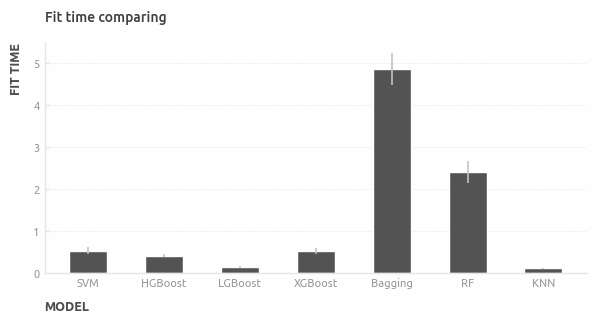 Fit time comparing
FIT TIME
5
4
3
2
1
0
SVM HGBoost LGBoost XGBoost Bagging RF KNN
MODEL